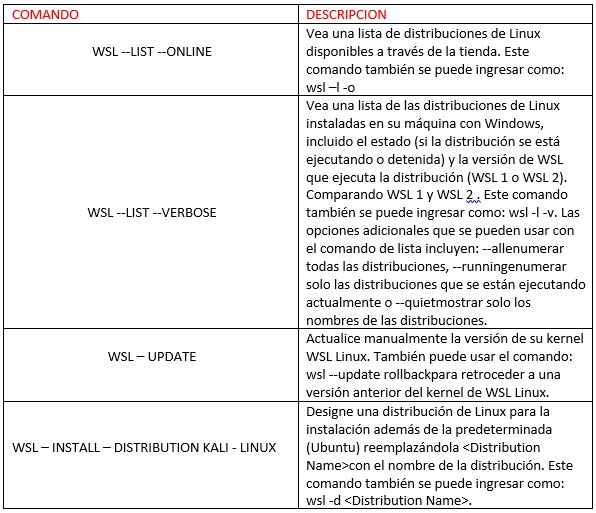 COMANDO
DESCRIPCION
WSL --LIST --ONLINE
Vea una lista de distribuciones de Linux
disponibles a través de la tienda. Este
comando también se puede ingresar como:
wsl –l -o
WSL --LIST --VERBOSE
Vea una lista de las distribuciones de Linux
instaladas en su máquina con Windows,
incluido el estado (si la distribución se está
ejecutando o detenida) y la versión de WSL
que ejecuta la distribución (WSL 1 o WSL 2).
Comparando WSL 1 y WSL 2 . Este comando
también se puede ingresar como: wsl -l -v. Las
opciones adicionales que se pueden usar con
el comando de lista incluyen: --allenumerar
todas las distribuciones, --runningenumerar
solo las distribuciones que se están ejecutando
actualmente o --quietmostrar solo los
nombres de las distribuciones.
WSL – UPDATE
Actualice manualmente la versión de su kernel
WSL Linux. También puede usar el comando:
wsl --update rollbackpara retroceder a una
versión anterior del kernel de WSL Linux.
WSL – INSTALL – DISTRIBUTION KALI - LINUX
Designe una distribución de Linux para la
instalación además de la predeterminada
(Ubuntu) reemplazándola <Distribution
Name>con el nombre de la distribución. Este
comando también se puede ingresar como:
wsl -d <Distribution Name>.